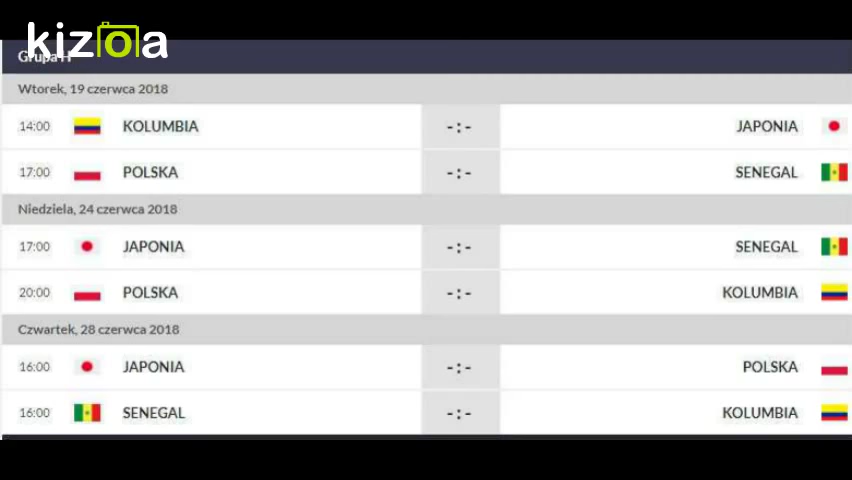 kizoa
Grupa H
Wtorek, 19 czerwca 2018
14:00 KOLUMBIA -:- JAPONIA
17:00 POLSKA -:- SENEGAL
Niedziela, 24 czerwca 2018
17:00 JAPONIA -:- SENEGAL
20:00 POLSKA -:- KOLUMBIA
Czwartek, 28 czerwca 2018
16:00 JAPONIA -:- POLSKA
16:00 SENEGAL -:- KOLUMBIA